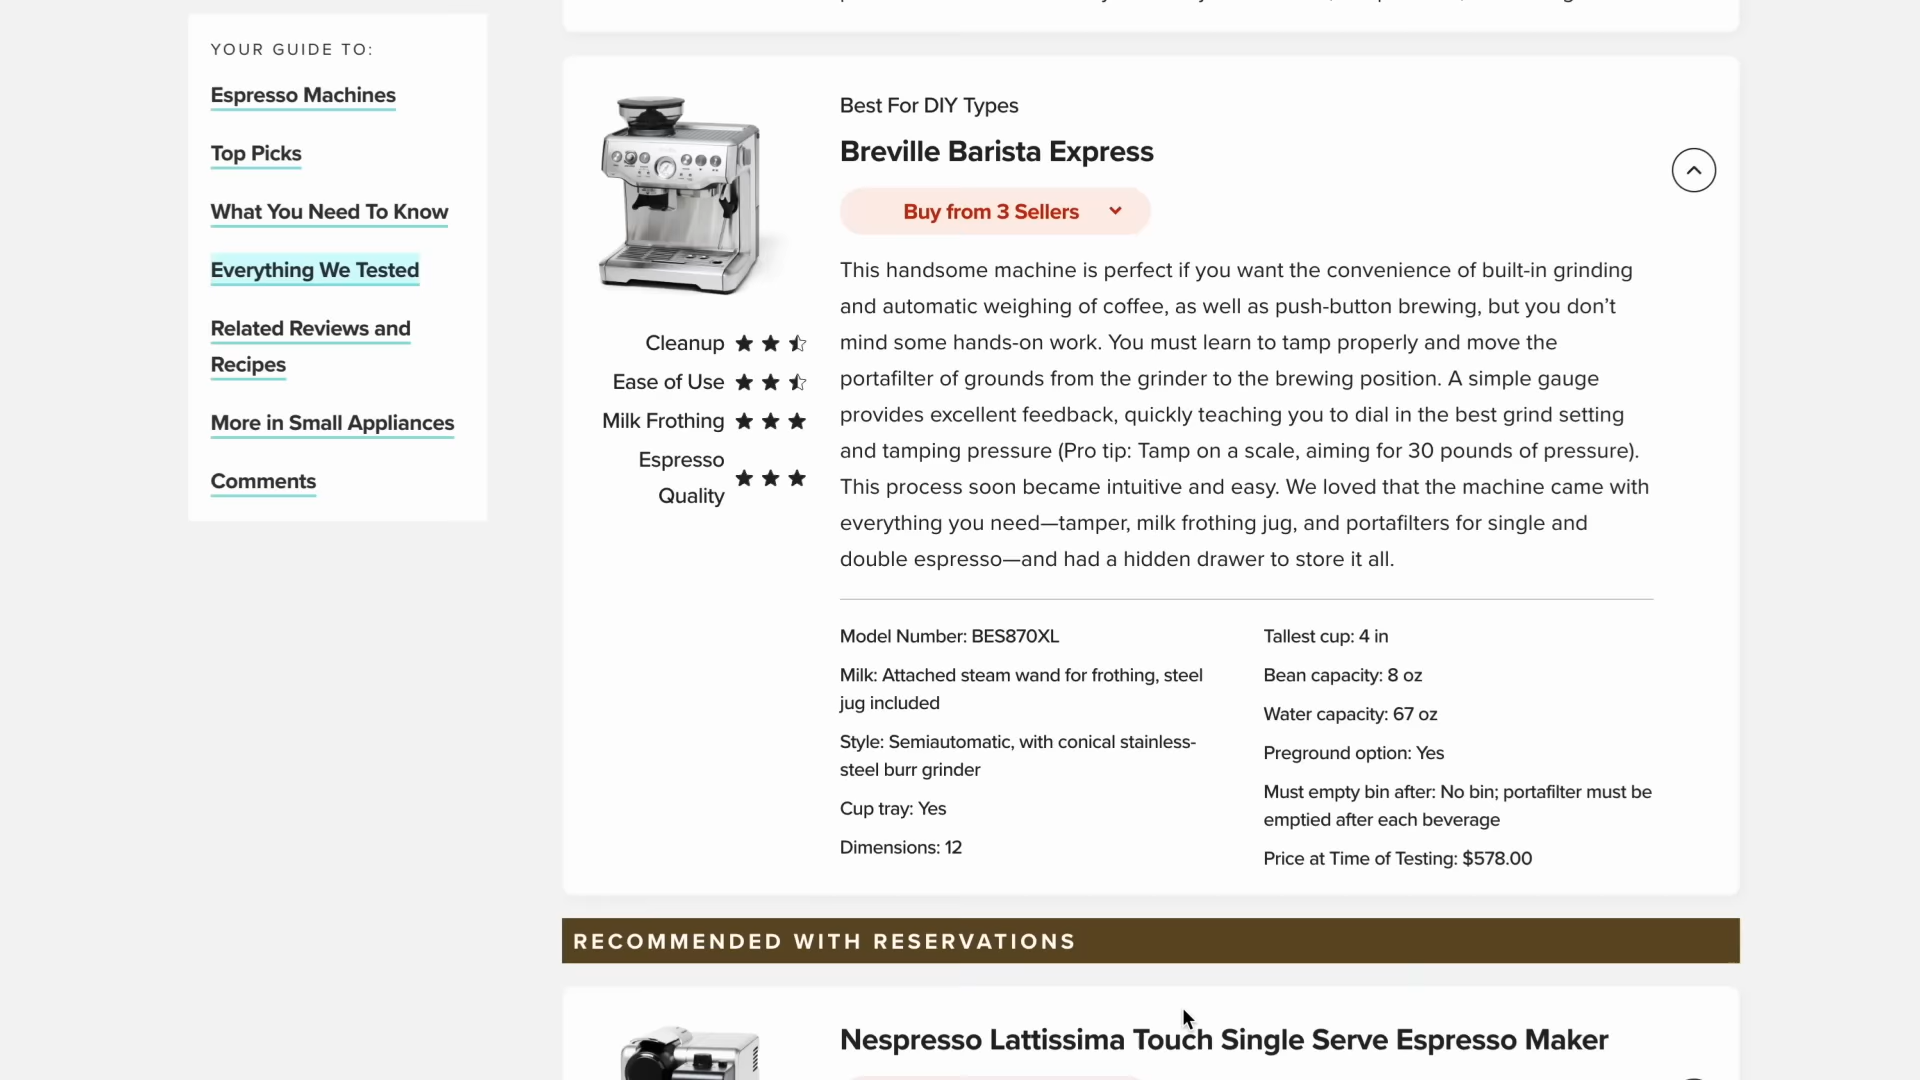 YOUR GUIDE TO:
Espresso Machines
Top Picks
What You Need To Know
Everything We Tested
Related Reviews and
Recipes
More in Small Appliances
Comments
Best For DIY Types
Breville Barista Express
Buy from 3 Sellers
Cleanup
Ease of Use
Milk Frothing
Espresso
Quality
This handsome machine is perfect if you want the convenience of built-in grinding
and automatic weighing of coffee, as well as push-button brewing, but you don’t
mind some hands-on work. You must learn to tamp properly and move the
portafilter of grounds from the grinder to the brewing position. A simple gauge
provides excellent feedback, quickly teaching you to dial in the best grind setting
and tamping pressure (Pro tip: Tamp on a scale, aiming for 30 pounds of pressure).
This process soon became intuitive and easy. We loved that the machine came with
everything you need—tamper, milk frothing jug, and portafilters for single and
double espresso—and had a hidden drawer to store it all.
Model Number: BES870XL
Milk: Attached steam wand for frothing, steel
jug included
Style: Semiautomatic, with conical stainless-
steel burr grinder
Cup tray: Yes
Dimensions: 12
Tallest cup: 4 in
Bean capacity: 8 oz
Water capacity: 67 oz
Preground option: Yes
Must empty bin after: No bin; portafilter must be
emptied after each beverage
Price at Time of Testing: $578.00
RECOMMENDED WITH RESERVATIONS
Nespresso Lattissima Touch Single Serve Espresso Maker